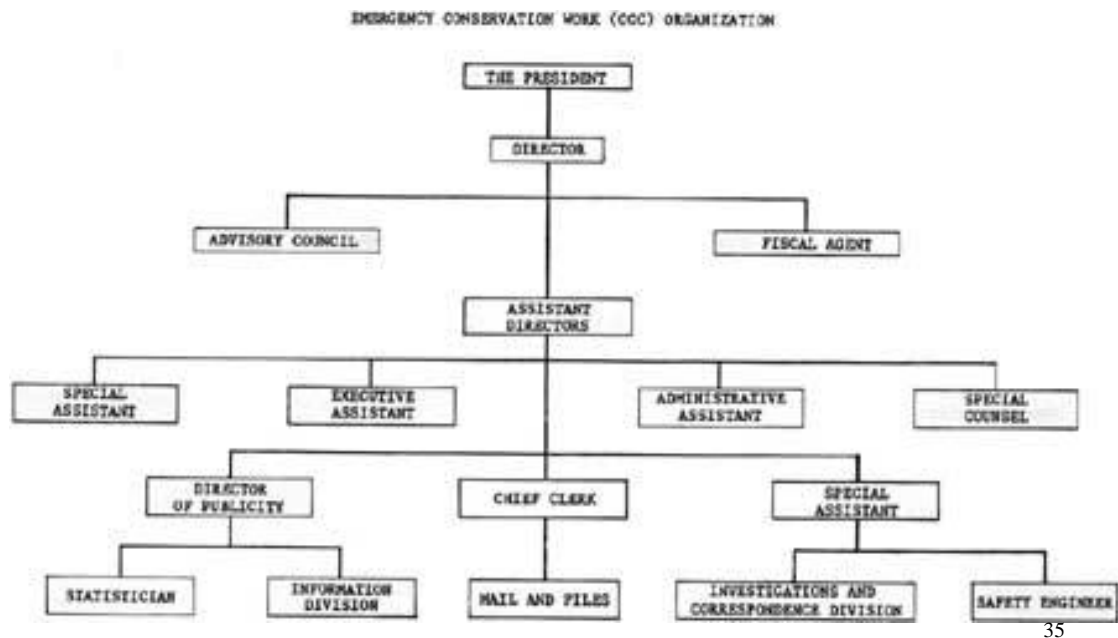 EMERGENCY CONSERVATION WORK (CCC) ORGANIZATION
THE PRESIDENT
DIRECTOR
ADVISORY COUNCIL
FISCAL AGENT
ASSISTANT
DIRECTORS
SPECIAL
ASSISTANT
EXECUTIVE
ASSISTANT
ADMINISTRATIVE
ASSISTANT
SPECIAL
COUNSEL
DIRECTOR
OF PUBLICITY
CHIEF CLERK
SPECIAL
ASSISTANT
STATISTICIAN
INFORMATION
DIVISION
MAIL AND FILES
INVESTIGATIONS AND
CORRESPONDENCE DIVISION
SAFETY ENGINEER
35